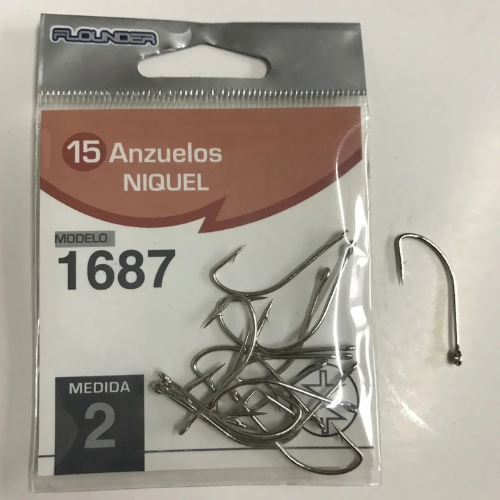 FLOUNDER
15 Anzuelos
NIQUEL
MODELO
1687
MEDIDA
2